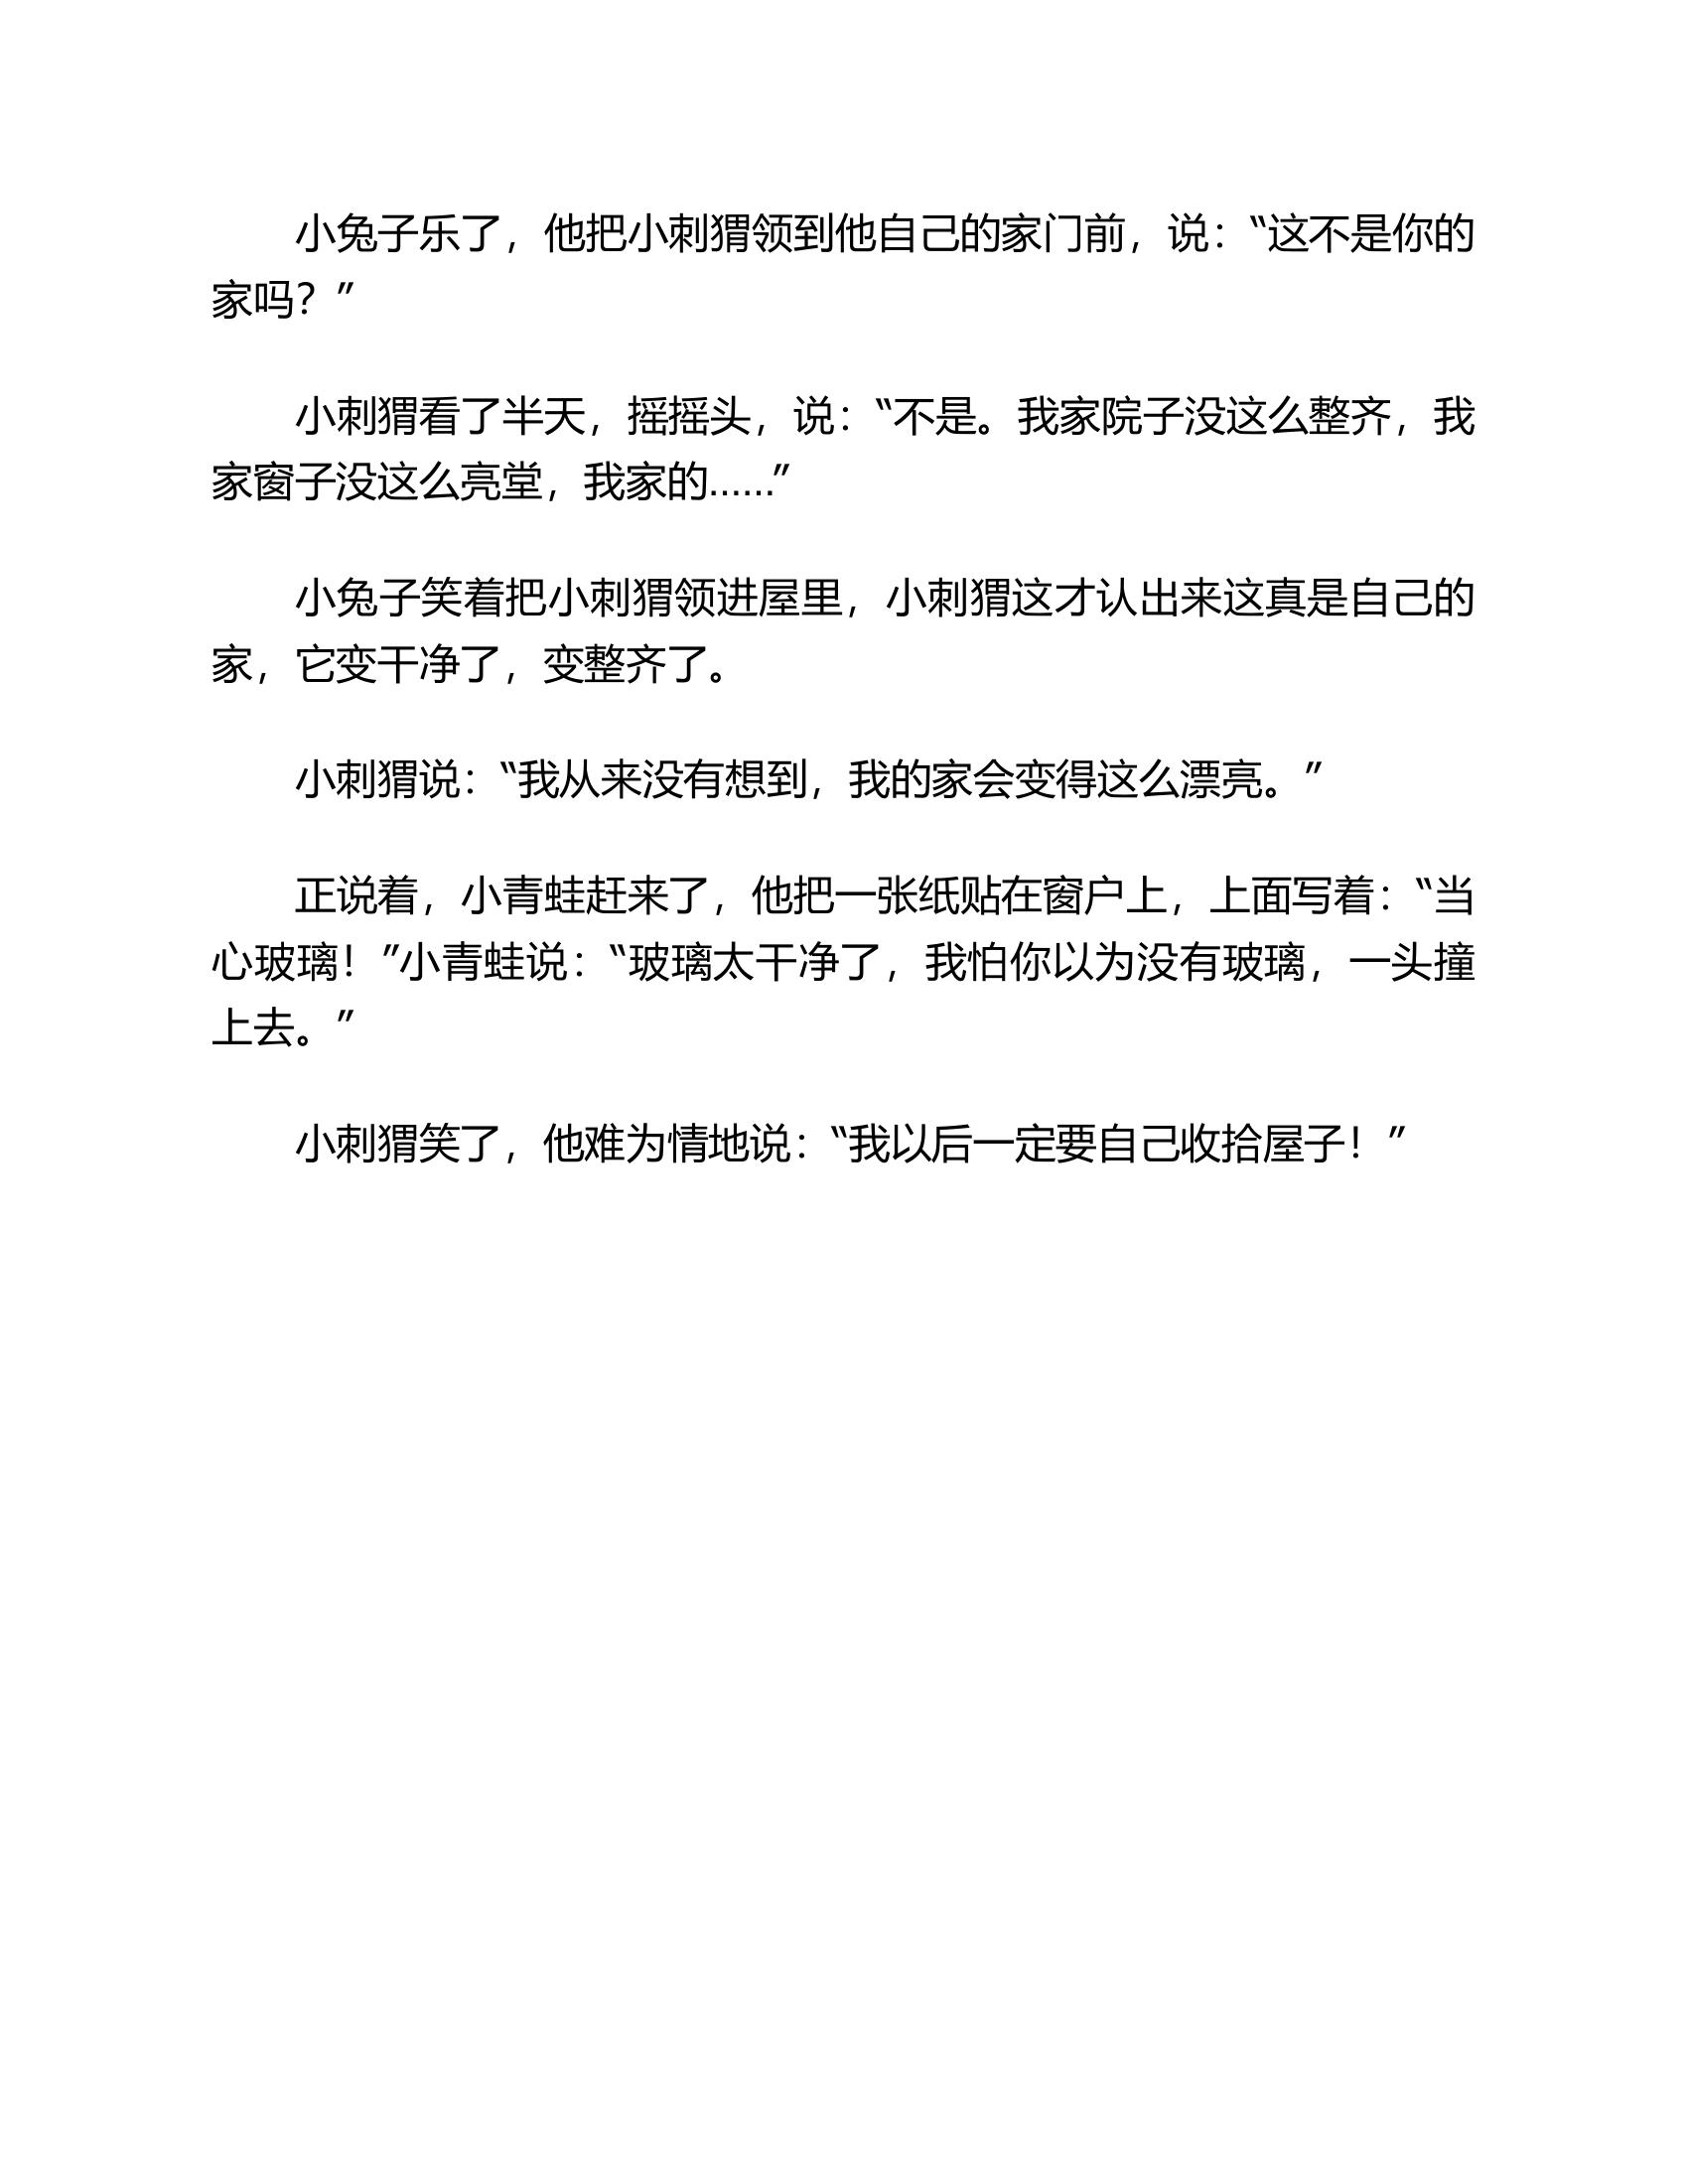 小兔子乐了，他把小刺猬领到他自己的家门前，说：“这不是你的
家吗？”
小刺猬看了半天，摇摇头，说：“不是。我家院子没这么整齐，我
家窗子没这么亮堂，我家的……”
小兔子笑着把小刺猬领进屋里，小刺猬这才认出来这真是自己的
家，它变干净了，变整齐了。
小刺猬说：“我从来没有想到，我的家会变得这么漂亮。”
正说着，小青蛙赶来了，他把一张纸贴在窗户上，上面写着：“当
心玻璃！”小青蛙说：“玻璃太干净了，我怕你以为没有玻璃，一头撞
上去。”
小刺猬笑了，他难为情地说：“我以后一定要自己收拾屋子！”